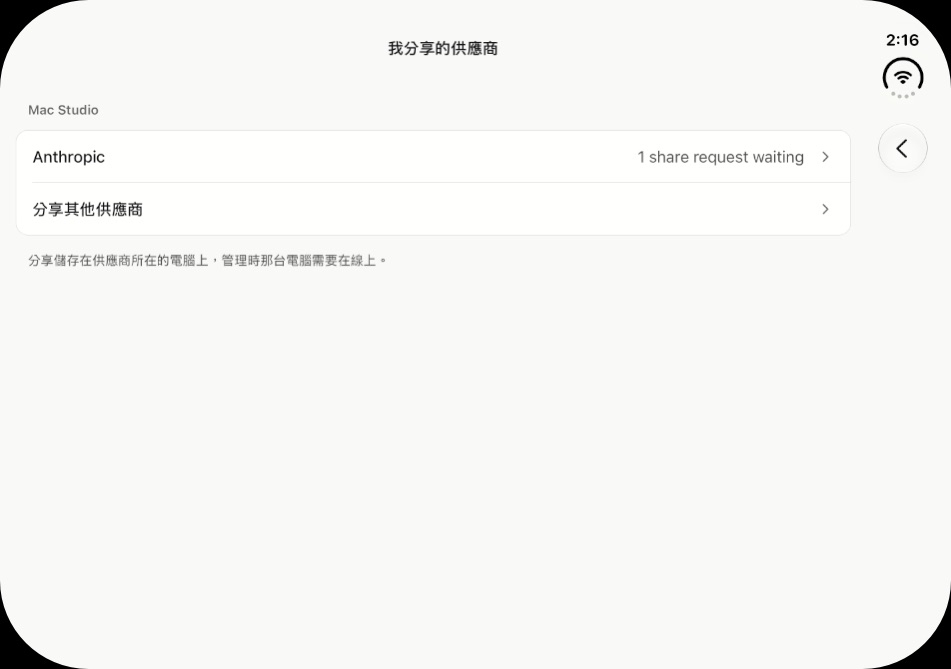 我分享的供應商
2:16
Mac Studio
Anthropic
1 share request waiting
分享其他供應商
分享儲存在供應商所在的電腦上，管理時那台電腦需要在線上。